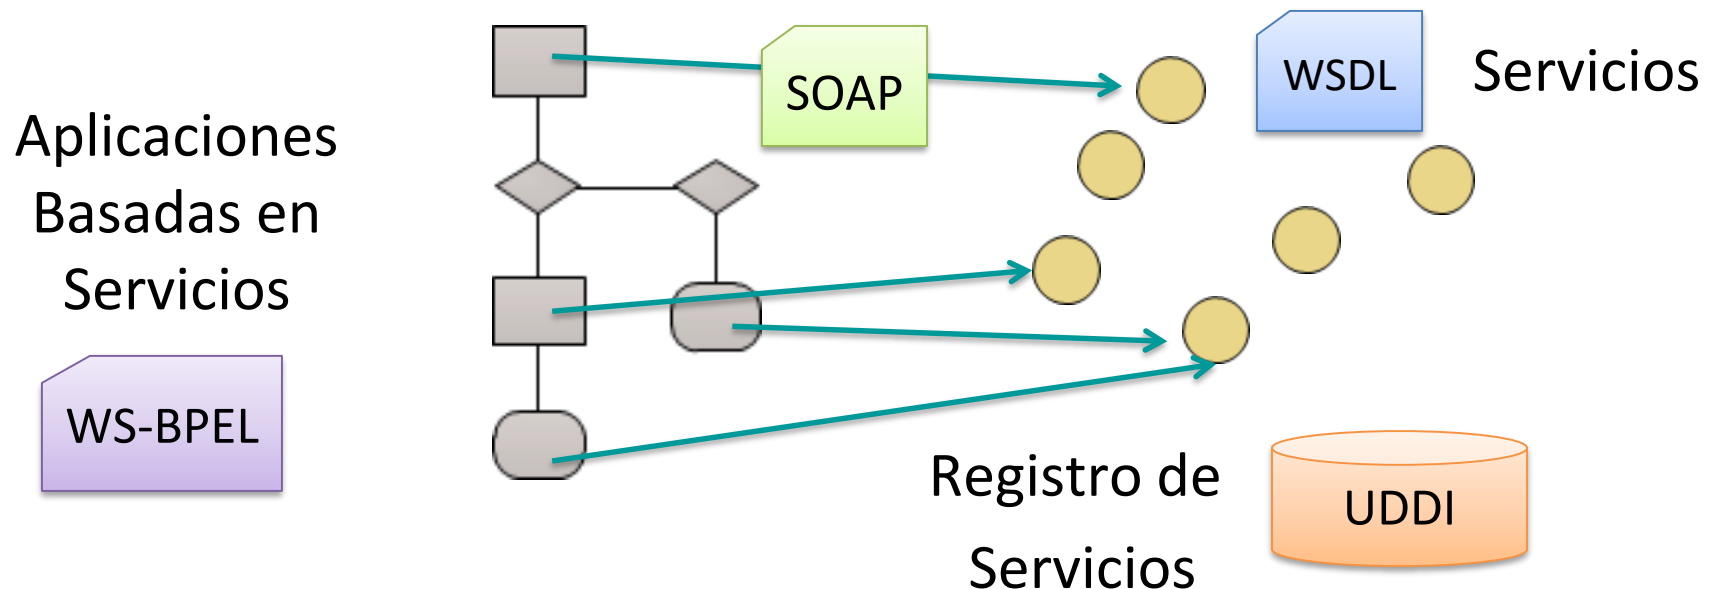 Aplicaciones
Basadas en
Servicios
WS-BPEL
SOAP
WSDL
Servicios
Registro de
Servicios
UDDI